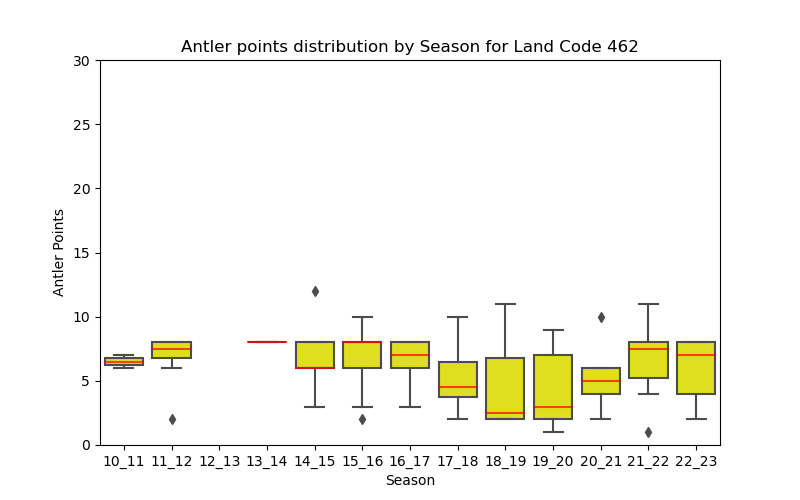 Antler points distribution by Season for Land Code 462
30
25
20
15
10
5
0
Antler Points
10_11 11_12 12_13 13_14 14_15 15_16 16_17 17_18 18_19 19_20 20_21 21_22 22_23
Season